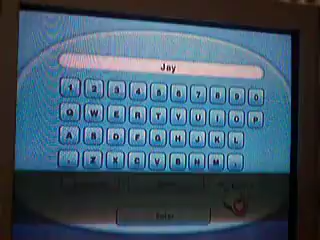 Jay
1 2 3 4 5 6 7 8 9 0
Q W E R T Y U I O P
A S D F G H J K L
Z X C V B N M